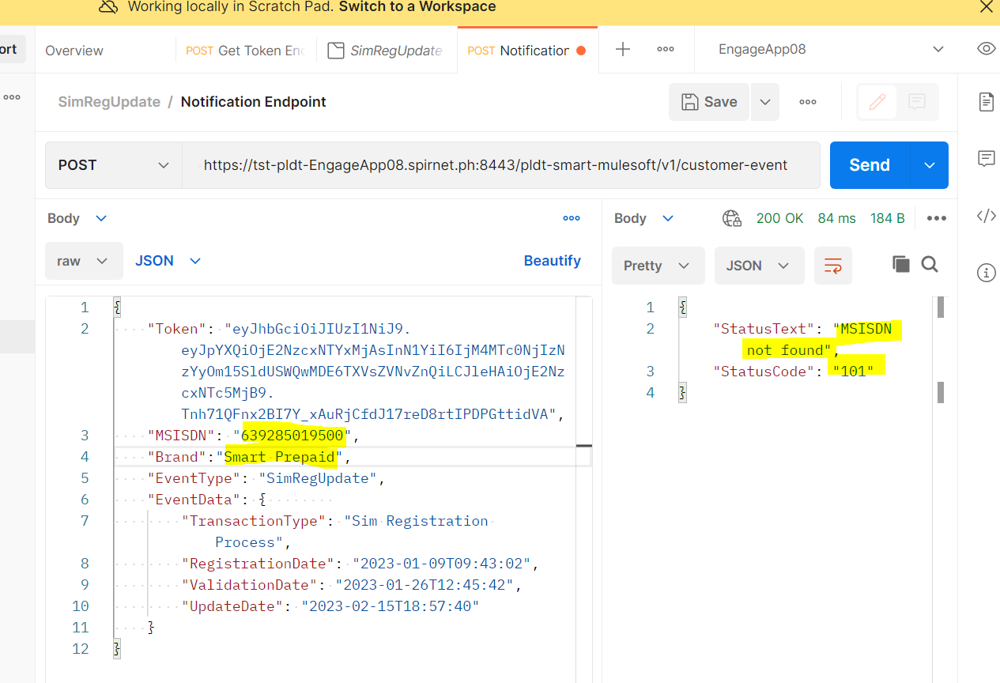 Working locally in Scratch Pad. Switch to a Workspace
ort
Overview
POST Get Token End
SimRegUpdate
POST Notification
EngageApp08
SimRegUpdate / Notification Endpoint
Save
POST
https://tst-pldt-EngageApp08.spirnet.ph:8443/pldt-smart-mulesoft/v1/customer-event
Send
Body
raw
JSON
Beautify
1 {
2 "Token": "eyJhbGciOiJIUzI1NiJ9.
eyJpYXQiOjE2NzcxNTYxMjAsInN1YiI6IjM4MTc0NjIzN
zYyOm15SldUSWQwMDE6TXVsZVNvZnQiLCJleHAiOjE2Nz
cxNTc5MjB9.
Tnh71QFnx2BI7Y_xAuRjCfdJ17reD8rtIPDPGttidVA",
3 "MSISDN": "639285019500",
4 "Brand":"Smart Prepaid",
5 "EventType": "SimRegUpdate",
6 "EventData": {
7 "TransactionType": "Sim Registration
Process",
8 "RegistrationDate": "2023-01-09T09:43:02",
9 "ValidationDate": "2023-01-26T12:45:42",
10 "UpdateDate": "2023-02-15T18:57:40"
11 }
12 }
Body
200 OK 84 ms 184 B
Pretty
JSON
1 {
2 "StatusText": "MSISDN
not found",
3 "StatusCode": "101"
4 }